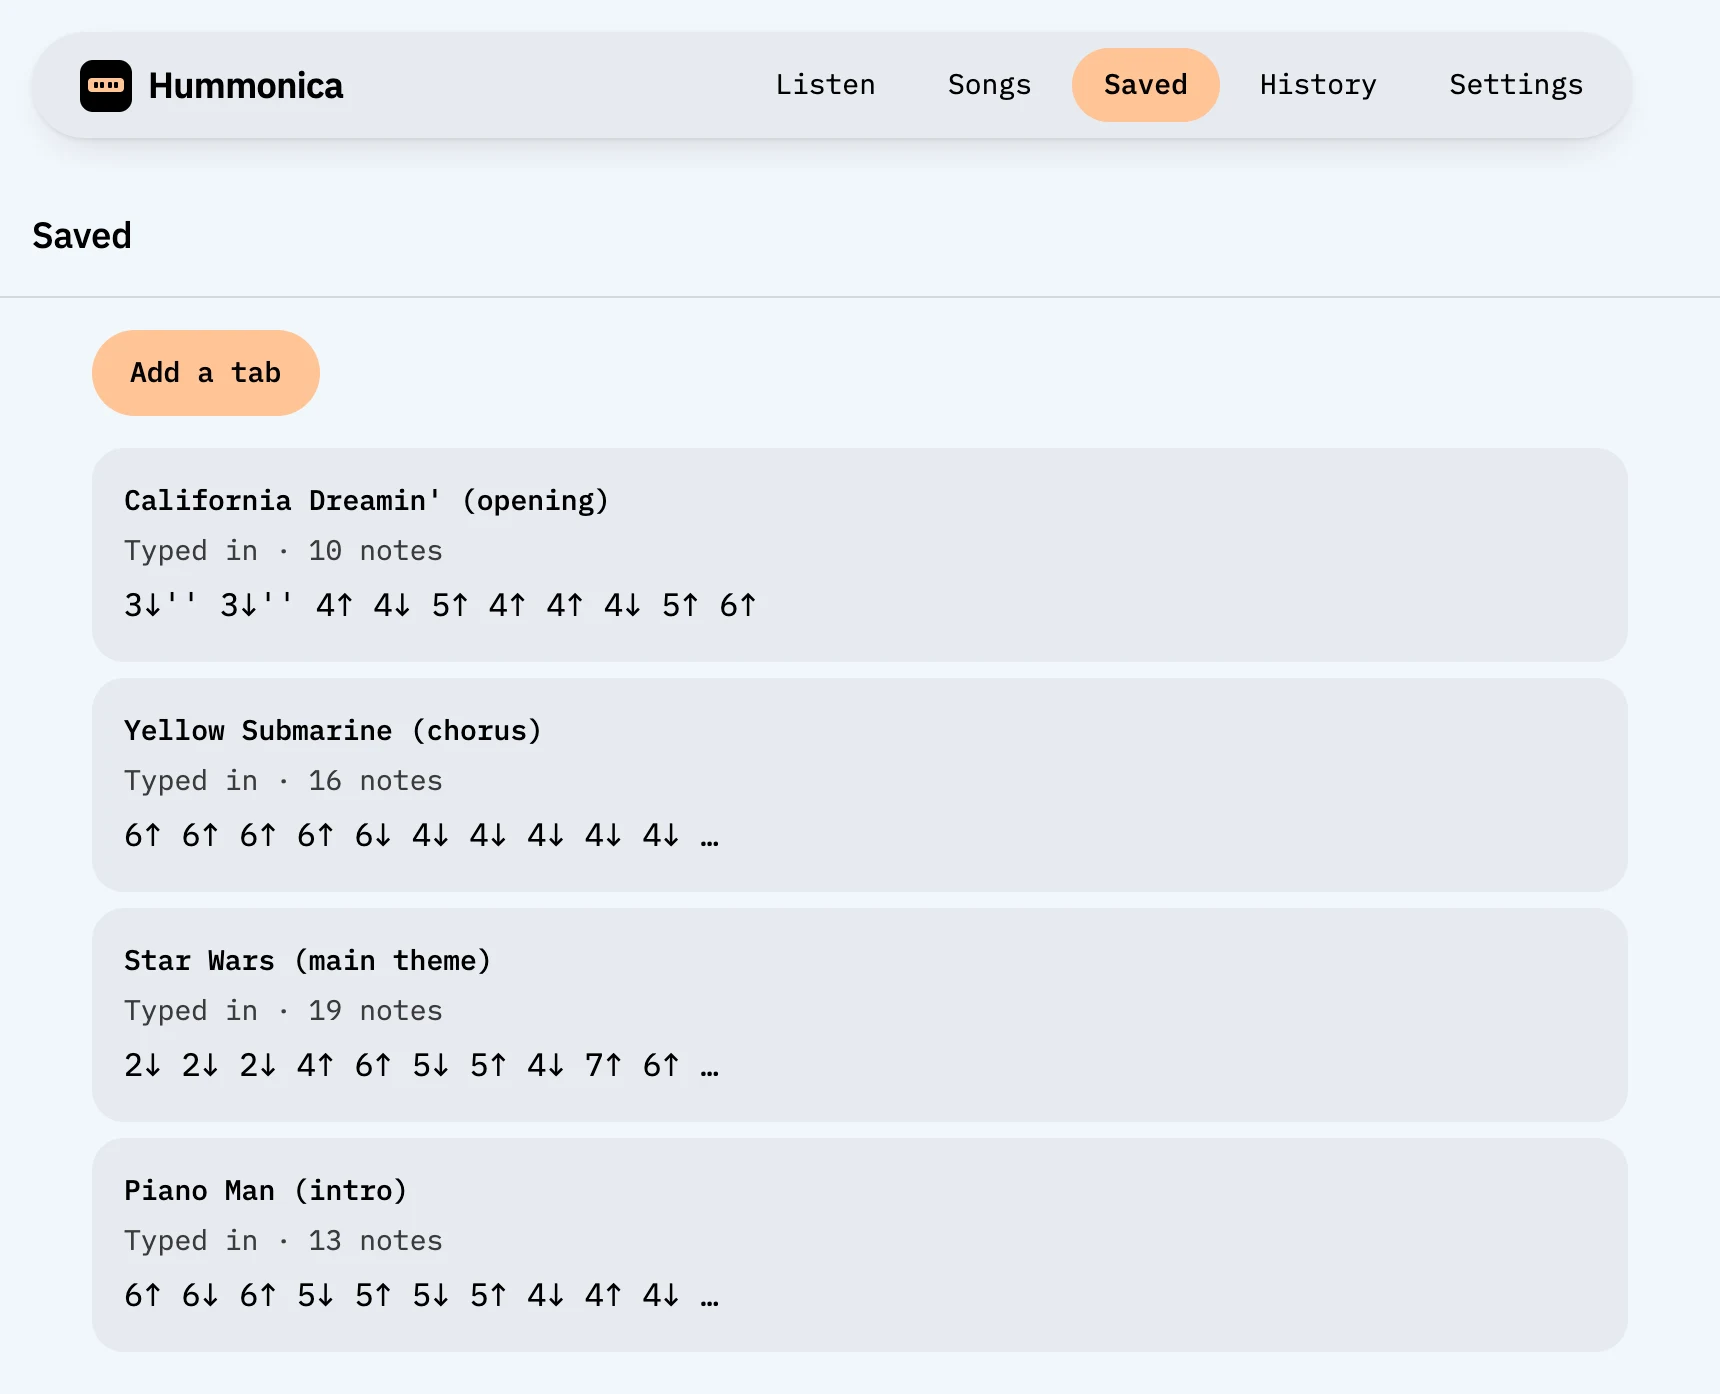 Hummonica
Listen Songs Saved History Settings
Saved
Add a tab
California Dreamin' (opening)
Typed in · 10 notes
3↓'' 3↓'' 4↑ 4↓ 5↑ 4↑ 4↑ 4↓ 5↑ 6↑
Yellow Submarine (chorus)
Typed in · 16 notes
6↑ 6↑ 6↑ 6↑ 6↓ 4↓ 4↓ 4↓ 4↓ 4↓ …
Star Wars (main theme)
Typed in · 19 notes
2↓ 2↓ 2↓ 4↑ 6↑ 5↓ 5↑ 4↓ 7↑ 6↑ …
Piano Man (intro)
Typed in · 13 notes
6↑ 6↓ 6↑ 5↓ 5↑ 5↓ 5↑ 4↓ 4↑ 4↓ …